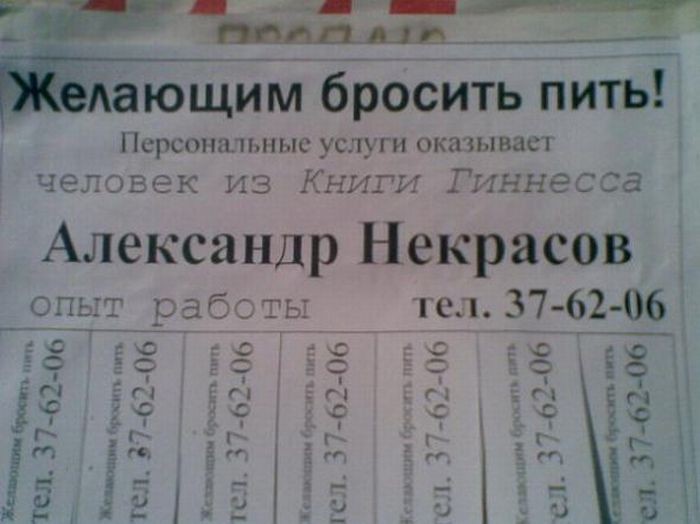 Желающим бросить пить!
Персональные услуги оказывает
человек из Книги Гиннесса
Александр Некрасов
опыт работы тел. 37-62-06
Желающим бросить пить
тел. 37-62-06
Желающим бросить пить
тел. 37-62-06
Желающим бросить пить
тел. 37-62-06
Желающим бросить пить
тел. 37-62-06
Желающим бросить пить
тел. 37-62-06
Желающим бросить пить
тел. 37-62-06
Желающим бросить пить
тел. 37-62-06